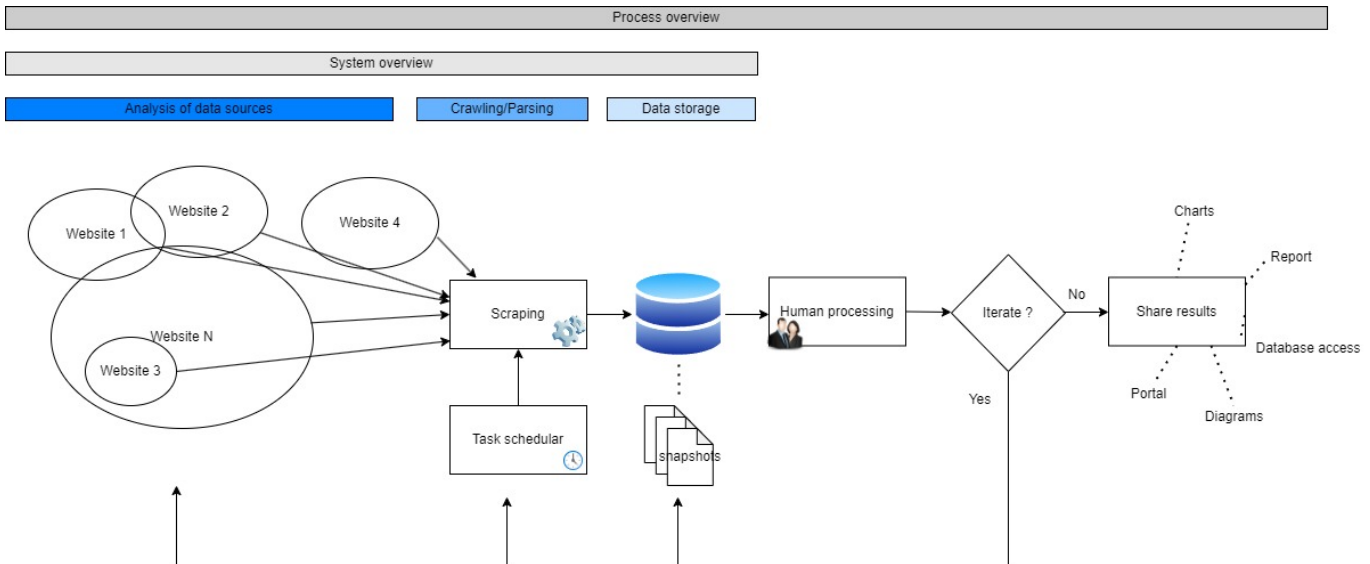 Process overview
System overview
Analysis of data sources
Crawling/Parsing
Data storage
Website 1
Website 2
Website 4
Website N
Website 3
Scraping
Task schedular
snapshots
Human processing
Iterate ?
No
Yes
Share results
Charts
Report
Database access
Portal
Diagrams